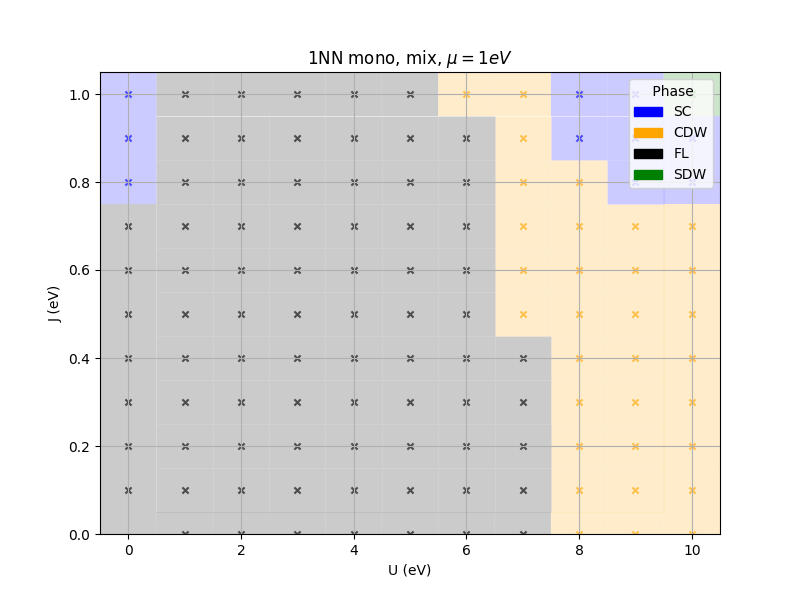 1NN mono, mix, μ = 1eV
Phase
SC
CDW
FL
SDW
J (eV)
1.0
0.8
0.6
0.4
0.2
0.0
0 2 4 6 8 10
U (eV)